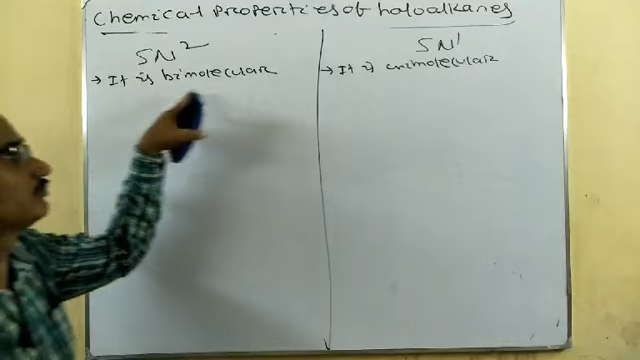 Chemical Properties of haloalkanes
SN2
SN1
→ It is bimolecular
→ It is unimolecular